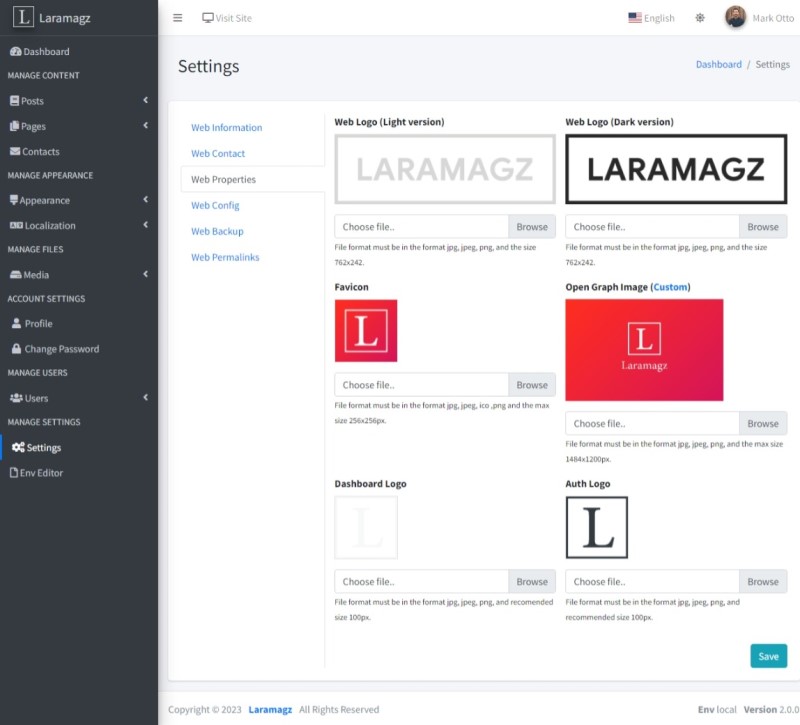 L Laramagz
Visit Site
English
Mark Otto
Dashboard
MANAGE CONTENT
Posts
Pages
Contacts
MANAGE APPEARANCE
Appearance
Localization
MANAGE FILES
Media
ACCOUNT SETTINGS
Profile
Change Password
MANAGE USERS
Users
MANAGE SETTINGS
Settings
Env Editor
Settings
Dashboard / Settings
Web Information
Web Contact
Web Properties
Web Config
Web Backup
Web Permalinks
Web Logo (Light version)
LARAMAGZ
Choose file.. Browse
File format must be in the format jpg, jpeg, png, and the size
762x242.
Web Logo (Dark version)
LARAMAGZ
Choose file.. Browse
File format must be in the format jpg, jpeg, png, and the size
762x242.
Favicon
L
Choose file.. Browse
File format must be in the format jpg, jpeg, ico ,png and the max
size 256x256px.
Open Graph Image (Custom)
L
Laramagz
Choose file.. Browse
File format must be in the format jpg, jpeg, png, and the max size
1484x1200px.
Dashboard Logo
L
Choose file.. Browse
File format must be in the format jpg, jpeg, png, and recomended
size 100px.
Auth Logo
L
Choose file.. Browse
File format must be in the format jpg, jpeg, png, and
recommended size 100px.
Save
Copyright © 2023 Laramagz All Rights Reserved
Env local Version 2.0.0